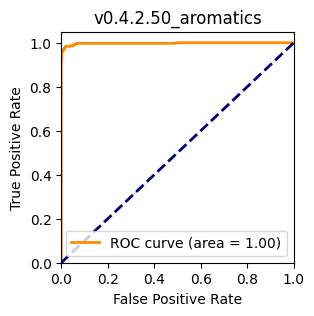 v0.4.2.50_aromatics
1.0
0.8
0.6
0.4
0.2
0.0
True Positive Rate
ROC curve (area = 1.00)
0.0 0.2 0.4 0.6 0.8 1.0
False Positive Rate